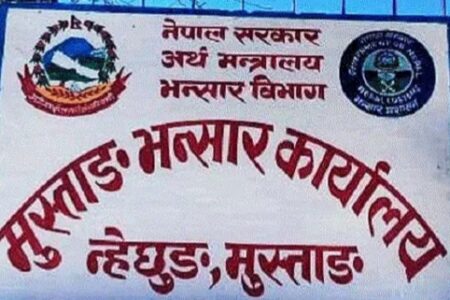 नेपाल सरकार
अर्थ मन्त्रालय
भन्सार विभाग
मुस्ताङ भन्सार कार्यालय
न्हेघुङ, मुस्ताङ